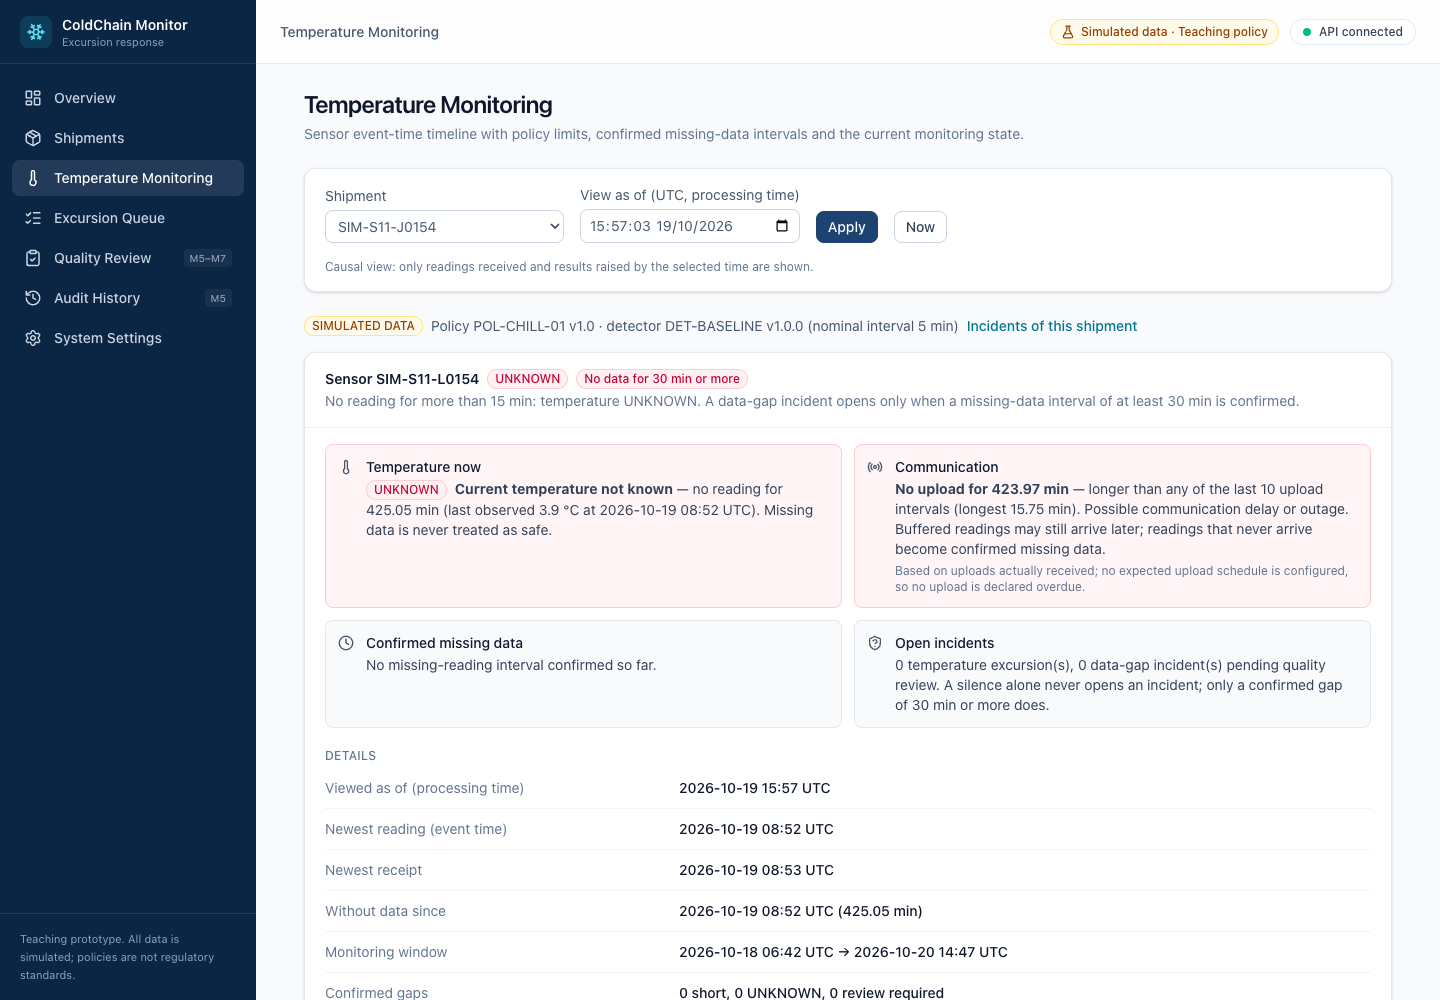 ColdChain Monitor
Excursion response
Overview
Shipments
Temperature Monitoring
Excursion Queue
Quality Review M5–M7
Audit History M5
System Settings
Teaching prototype. All data is
simulated; policies are not regulatory
standards.
Temperature Monitoring
Simulated data · Teaching policy
API connected
Temperature Monitoring
Sensor event-time timeline with policy limits, confirmed missing-data intervals and the current monitoring state.
Shipment
SIM-S11-J0154
View as of (UTC, processing time)
15:57:03 19/10/2026
Apply
Now
Causal view: only readings received and results raised by the selected time are shown.
SIMULATED DATA Policy POL-CHILL-01 v1.0 · detector DET-BASELINE v1.0.0 (nominal interval 5 min) Incidents of this shipment
Sensor SIM-S11-L0154 UNKNOWN No data for 30 min or more
No reading for more than 15 min: temperature UNKNOWN. A data-gap incident opens only when a missing-data interval of at least 30 min is confirmed.
Temperature now
UNKNOWN Current temperature not known — no reading for
425.05 min (last observed 3.9 °C at 2026-10-19 08:52 UTC). Missing
data is never treated as safe.
Communication
No upload for 423.97 min — longer than any of the last 10 upload
intervals (longest 15.75 min). Possible communication delay or outage.
Buffered readings may still arrive later; readings that never arrive
become confirmed missing data.
Based on uploads actually received; no expected upload schedule is configured,
so no upload is declared overdue.
Confirmed missing data
No missing-reading interval confirmed so far.
Open incidents
0 temperature excursion(s), 0 data-gap incident(s) pending quality
review. A silence alone never opens an incident; only a confirmed gap
of 30 min or more does.
DETAILS
Viewed as of (processing time) 2026-10-19 15:57 UTC
Newest reading (event time) 2026-10-19 08:52 UTC
Newest receipt 2026-10-19 08:53 UTC
Without data since 2026-10-19 08:52 UTC (425.05 min)
Monitoring window 2026-10-18 06:42 UTC → 2026-10-20 14:47 UTC
Confirmed gaps 0 short, 0 UNKNOWN, 0 review required